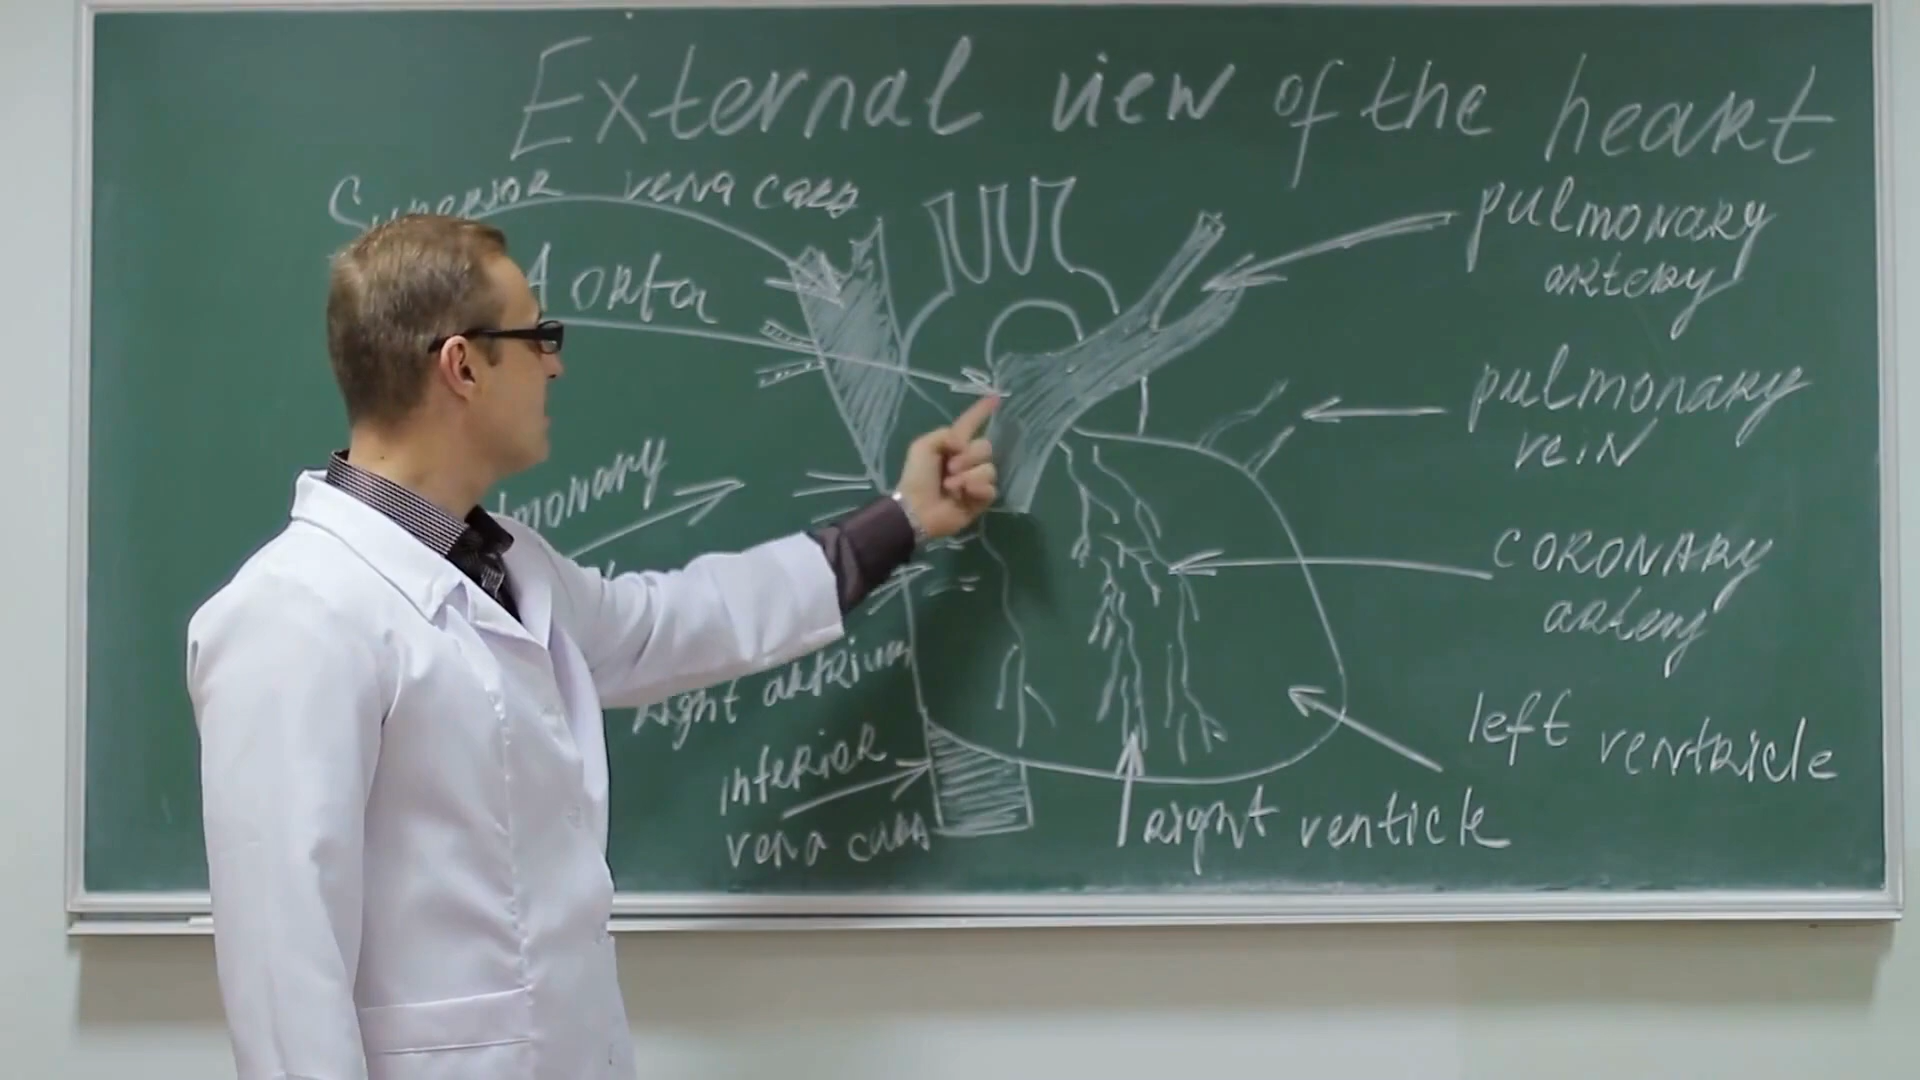 External view of the heart
Superior vena cava
Aorta
pulmonary
artery
pulmonary
vein
coronary
artery
right artrium
inferior
vena cava
left ventricle
right venticle